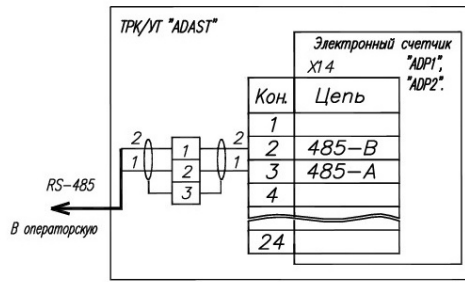 ТРК/УТ "ADAST"
Электронный счетчик
"ADP1",
"ADP2".
X14
Кон. Цепь
1
2 1 2 2 485-В
1 2 1 3 485-А
3 4
24
RS-485
В операторскую